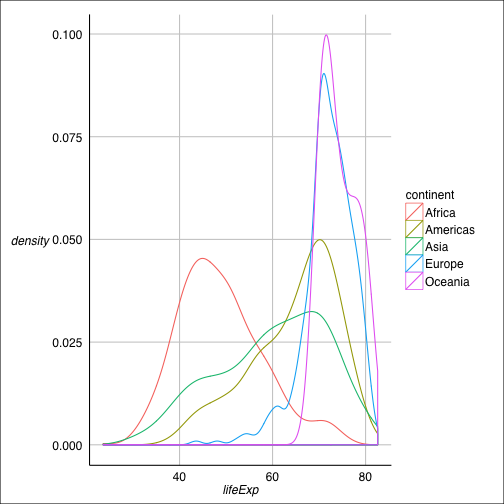 0.100
0.075
density
0.050
0.025
0.000
40 60 80
lifeExp
continent
Africa
Americas
Asia
Europe
Oceania